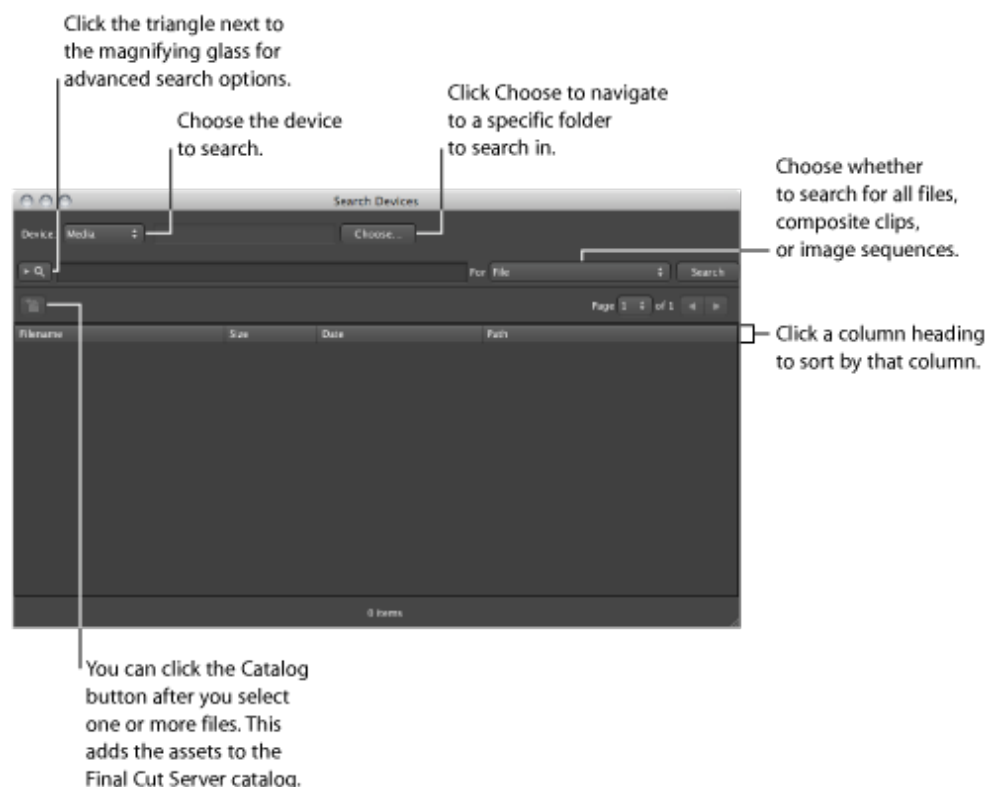 Click the triangle next to
the magnifying glass for
advanced search options.
Choose the device
to search.
Click Choose to navigate
to a specific folder
to search in.
Choose whether
to search for all files,
composite clips,
or image sequences.
Search Devices
Device: Media Choose...
For File Search
Page 1 of 1
Filename Size Date Path
Click a column heading
to sort by that column.
0 items
You can click the Catalog
button after you select
one or more files. This
adds the assets to the
Final Cut Server catalog.